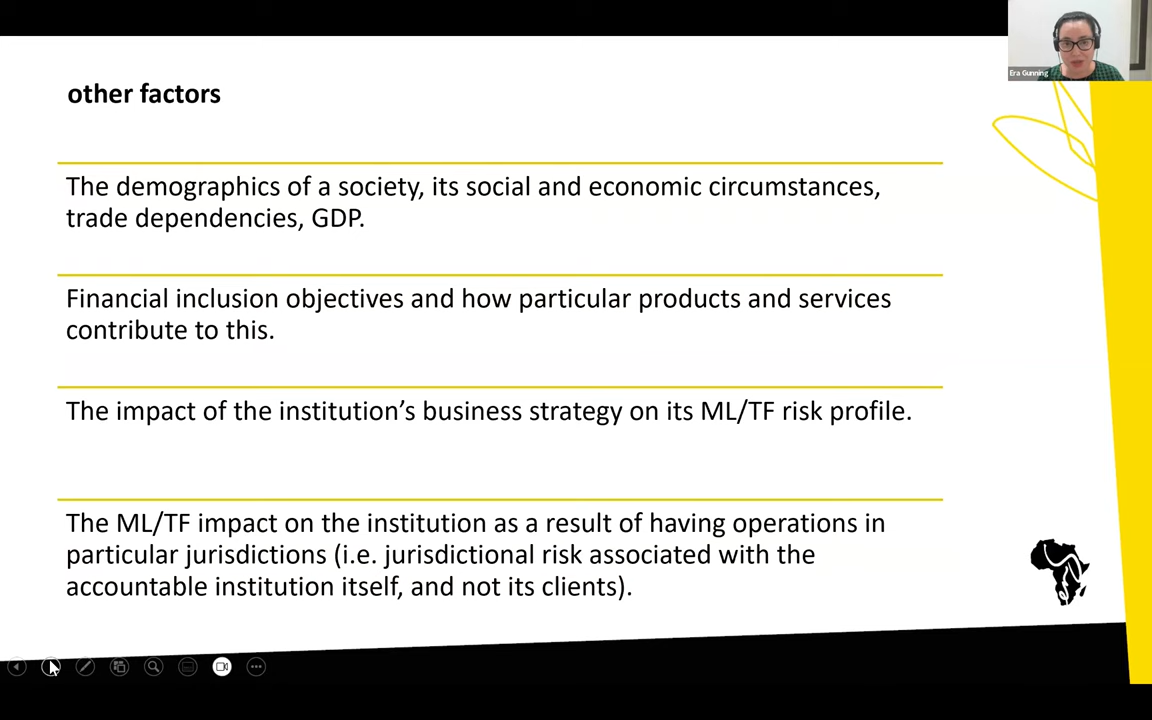 Era Gunning
other factors
The demographics of a society, its social and economic circumstances,
trade dependencies, GDP.
Financial inclusion objectives and how particular products and services
contribute to this.
The impact of the institution’s business strategy on its ML/TF risk profile.
The ML/TF impact on the institution as a result of having operations in
particular jurisdictions (i.e. jurisdictional risk associated with the
accountable institution itself, and not its clients).